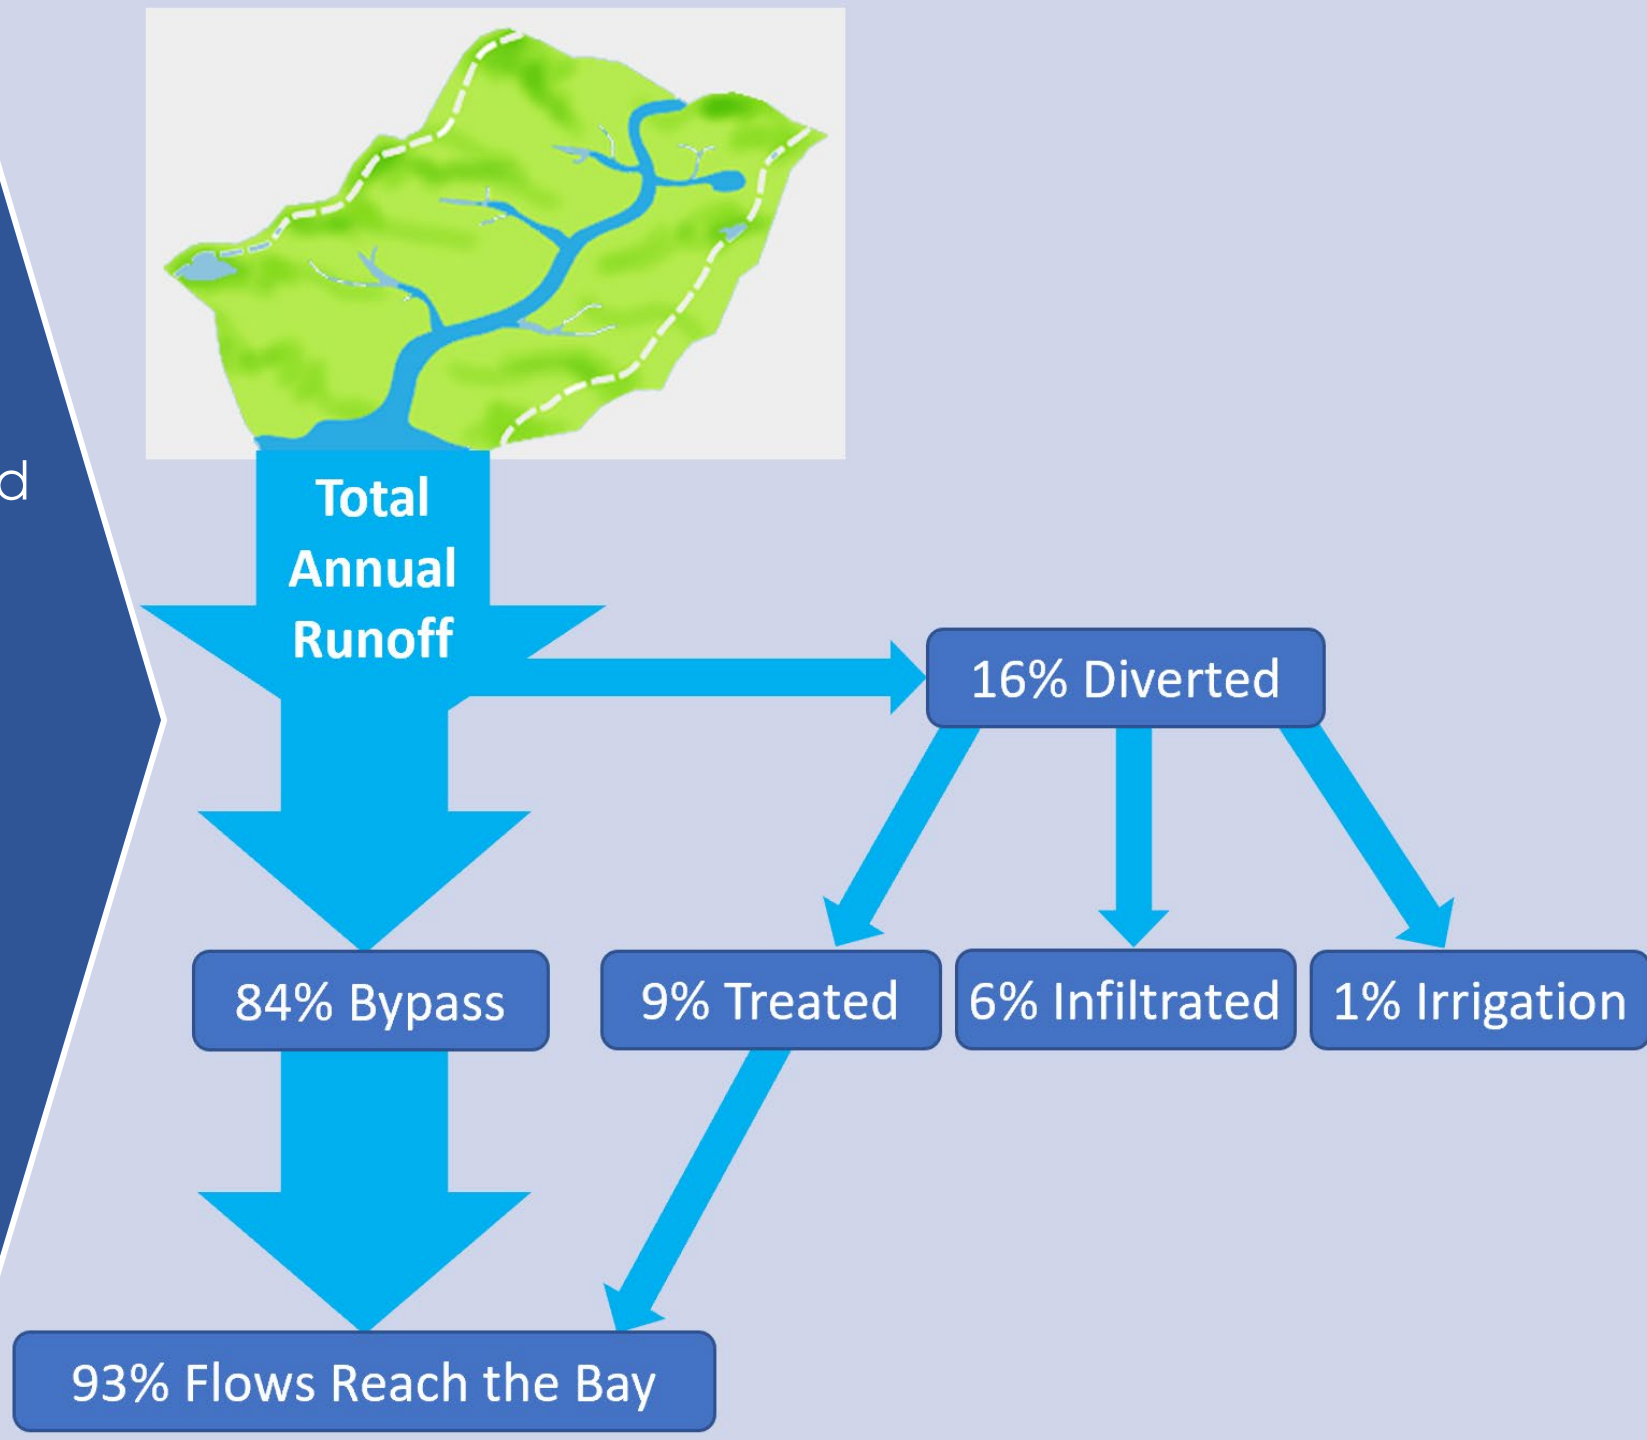 d
Total
Annual
Runoff
16% Diverted
84% Bypass
9% Treated
6% Infiltrated
1% Irrigation
93% Flows Reach the Bay